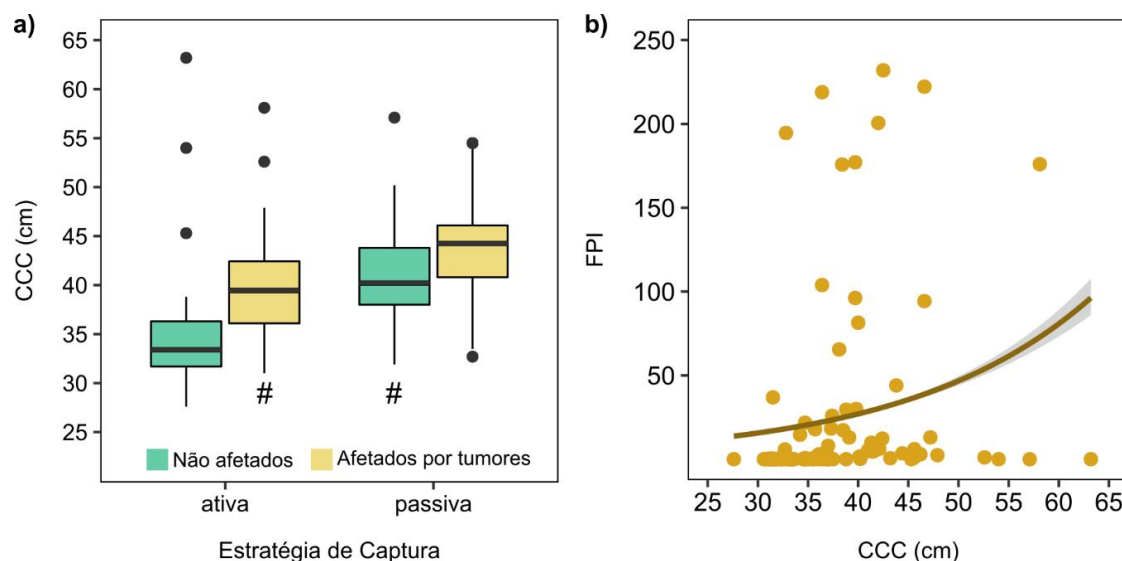 a)
65
60
55
50
45
40
35
30
25
CCC (cm)
# #
Não afetados Afetados por tumores
ativa passiva
Estratégia de Captura
b)
250
200
150
100
50
FPI
25 30 35 40 45 50 55 60 65
CCC (cm)